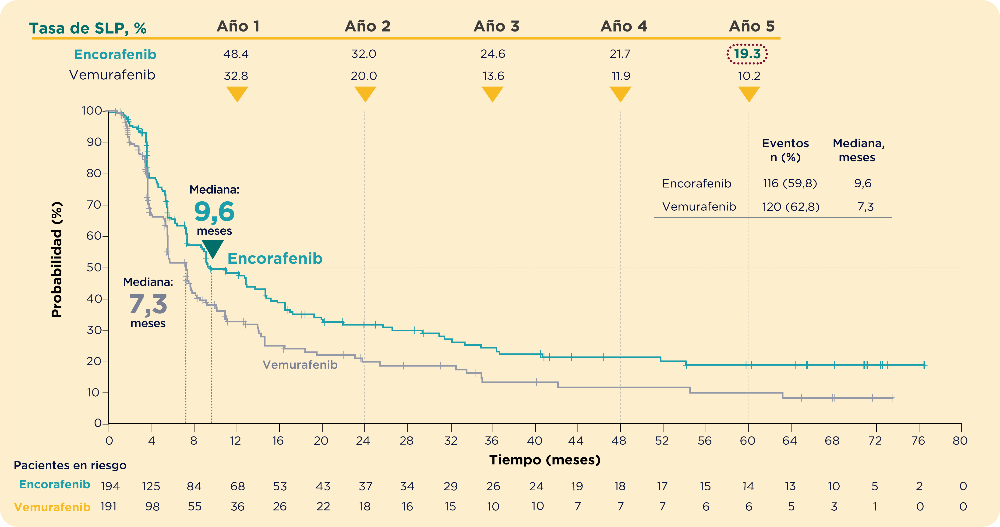 Tasa de SLP, % Año 1 Año 2 Año 3 Año 4 Año 5
Encorafenib 48.4 32.0 24.6 21.7 19.3
Vemurafenib 32.8 20.0 13.6 11.9 10.2
Probabilidad (%)
100
90
80
70
60
50
40
30
20
10
0
Eventos Mediana,
n (%) meses
Encorafenib 116 (59,8) 9,6
Vemurafenib 120 (62,8) 7,3
Mediana:
9,6
meses
Encorafenib
Mediana:
7,3
meses
Vemurafenib
0 4 8 12 16 20 24 28 32 36 40 44 48 52 56 60 64 68 72 76 80
Tiempo (meses)
Pacientes en riesgo
Encorafenib 194 125 84 68 53 43 37 34 29 26 24 19 18 17 15 14 13 10 5 2 0
Vemurafenib 191 98 55 36 26 22 18 16 15 10 10 7 7 7 6 6 5 3 1 0 0